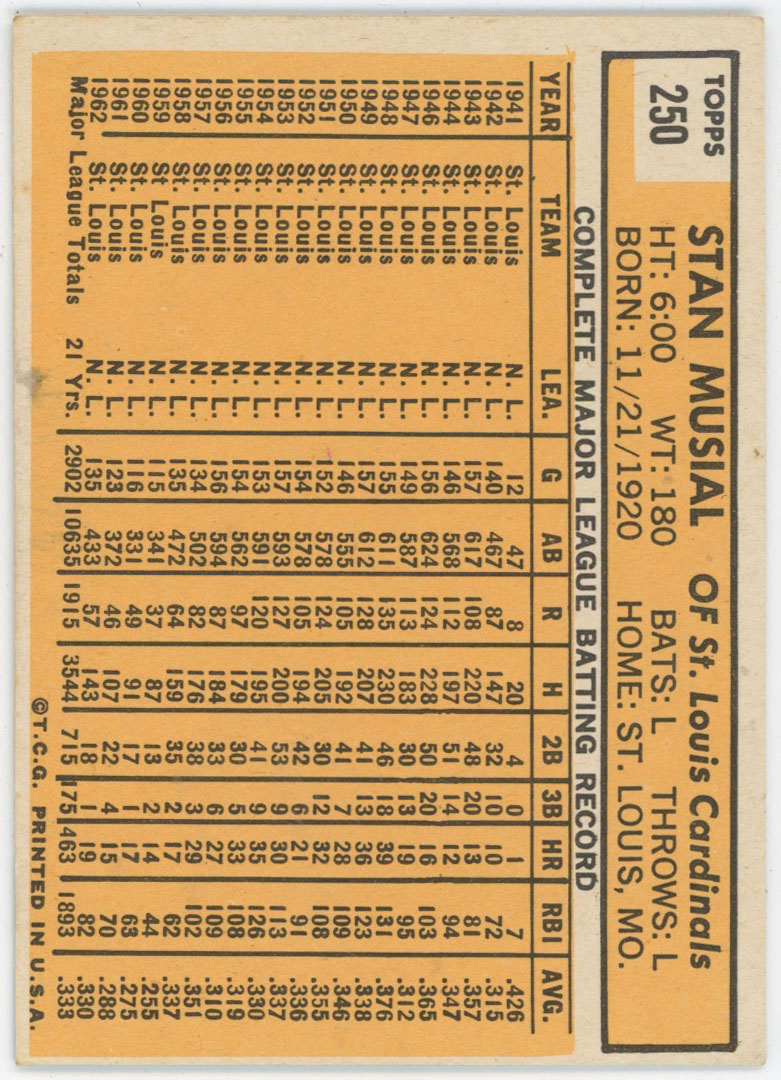 TOPPS
250
STAN MUSIAL OF St. Louis Cardinals
HT: 6:00 WT: 180 BATS: L THROWS: L
BORN: 11/21/1920 HOME: ST. LOUIS, MO.
COMPLETE MAJOR LEAGUE BATTING RECORD
YEAR TEAM LEA. G AB R H 2B 3B HR RBI AVG.
1941 St. Louis N. L. 12 47 8 20 4 0 1 7 .426
1942 St. Louis N. L. 140 467 87 147 32 10 10 72 .315
1943 St. Louis N. L. 157 617 108 220 48 20 13 81 .357
1944 St. Louis N. L. 146 568 112 197 51 14 12 94 .347
1946 St. Louis N. L. 156 624 124 228 50 20 16 103 .365
1947 St. Louis N. L. 149 587 113 183 30 13 19 95 .312
1948 St. Louis N. L. 155 611 135 230 46 18 39 131 .376
1949 St. Louis N. L. 157 612 128 207 41 13 36 123 .338
1950 St. Louis N. L. 146 555 105 192 41 7 28 109 .346
1951 St. Louis N. L. 152 578 124 205 30 12 32 108 .355
1952 St. Louis N. L. 154 578 105 194 42 6 21 91 .336
1953 St. Louis N. L. 157 593 127 200 53 9 30 113 .337
1954 St. Louis N. L. 153 591 120 195 41 9 35 126 .330
1955 St. Louis N. L. 154 562 97 179 30 5 33 108 .319
1956 St. Louis N. L. 156 594 87 184 33 6 27 109 .310
1957 St. Louis N. L. 134 502 82 176 38 3 29 102 .351
1958 St. Louis N. L. 135 472 64 159 35 2 17 62 .337
1959 St. Louis N. L. 115 341 37 87 13 2 14 44 .255
1960 St. Louis N. L. 116 331 49 91 17 1 17 63 .275
1961 St. Louis N. L. 123 372 46 107 22 4 15 70 .288
1962 St. Louis N. L. 135 433 57 143 18 1 19 82 .330
Major League Totals 21 Yrs. 2902 10635 1915 3544 715 175 463 1893 .333
©T.C.G. PRINTED IN U.S.A.